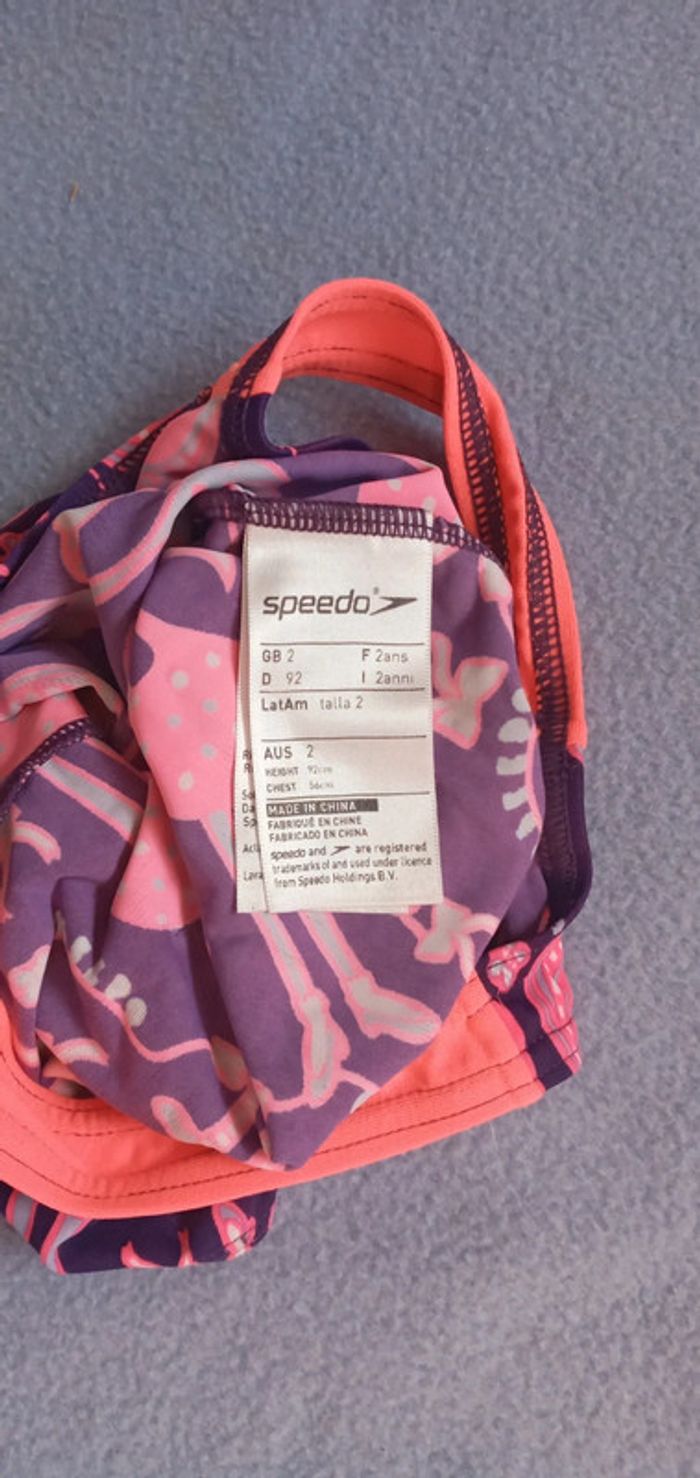 speedo®
GB 2 F 2ans
D 92 I 2anni
LatAm talla 2
AUS 2
HEIGHT 92cm
CHEST 56cm
MADE IN CHINA
FABRIQUÉ EN CHINE
FABRICADO EN CHINA
speedo and are registered
trademarks of and used under licence
from Speedo Holdings B.V.